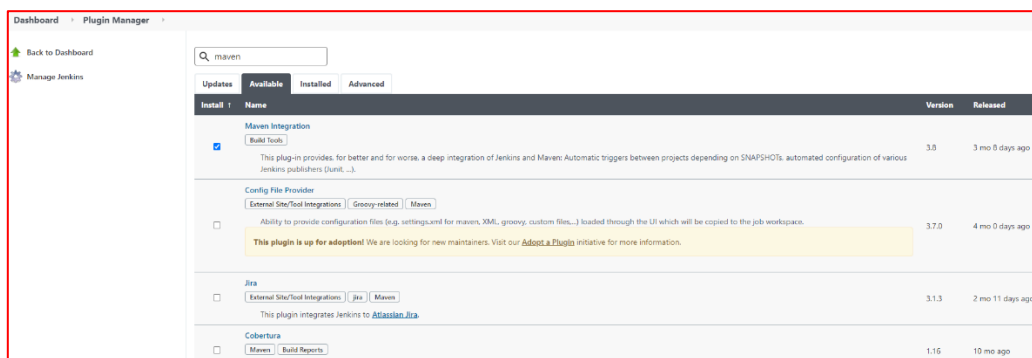 Dashboard Plugin Manager
Back to Dashboard
Manage Jenkins
maven
Updates Available Installed Advanced
Install ↑ Name Version Released
Maven Integration
Build Tools
This plug-in provides, for better and for worse, a deep integration of Jenkins and Maven: Automatic triggers between projects depending on SNAPSHOTs, automated configuration of various
Jenkins publishers (Junit, ...).
3.8 3 mo 8 days ago
Config File Provider
External Site/Tool Integrations Groovy-related Maven
Ability to provide configuration files (e.g. settings.xml for maven, XML, groovy, custom files,...) loaded through the UI which will be copied to the job workspace.
This plugin is up for adoption! We are looking for new maintainers. Visit our Adopt a Plugin initiative for more information.
3.7.0 4 mo 0 days ago
Jira
External Site/Tool Integrations jira Maven
This plugin integrates Jenkins to Atlassian Jira.
3.1.3 2 mo 11 days ago
Cobertura
Maven Build Reports
1.16 10 mo ago